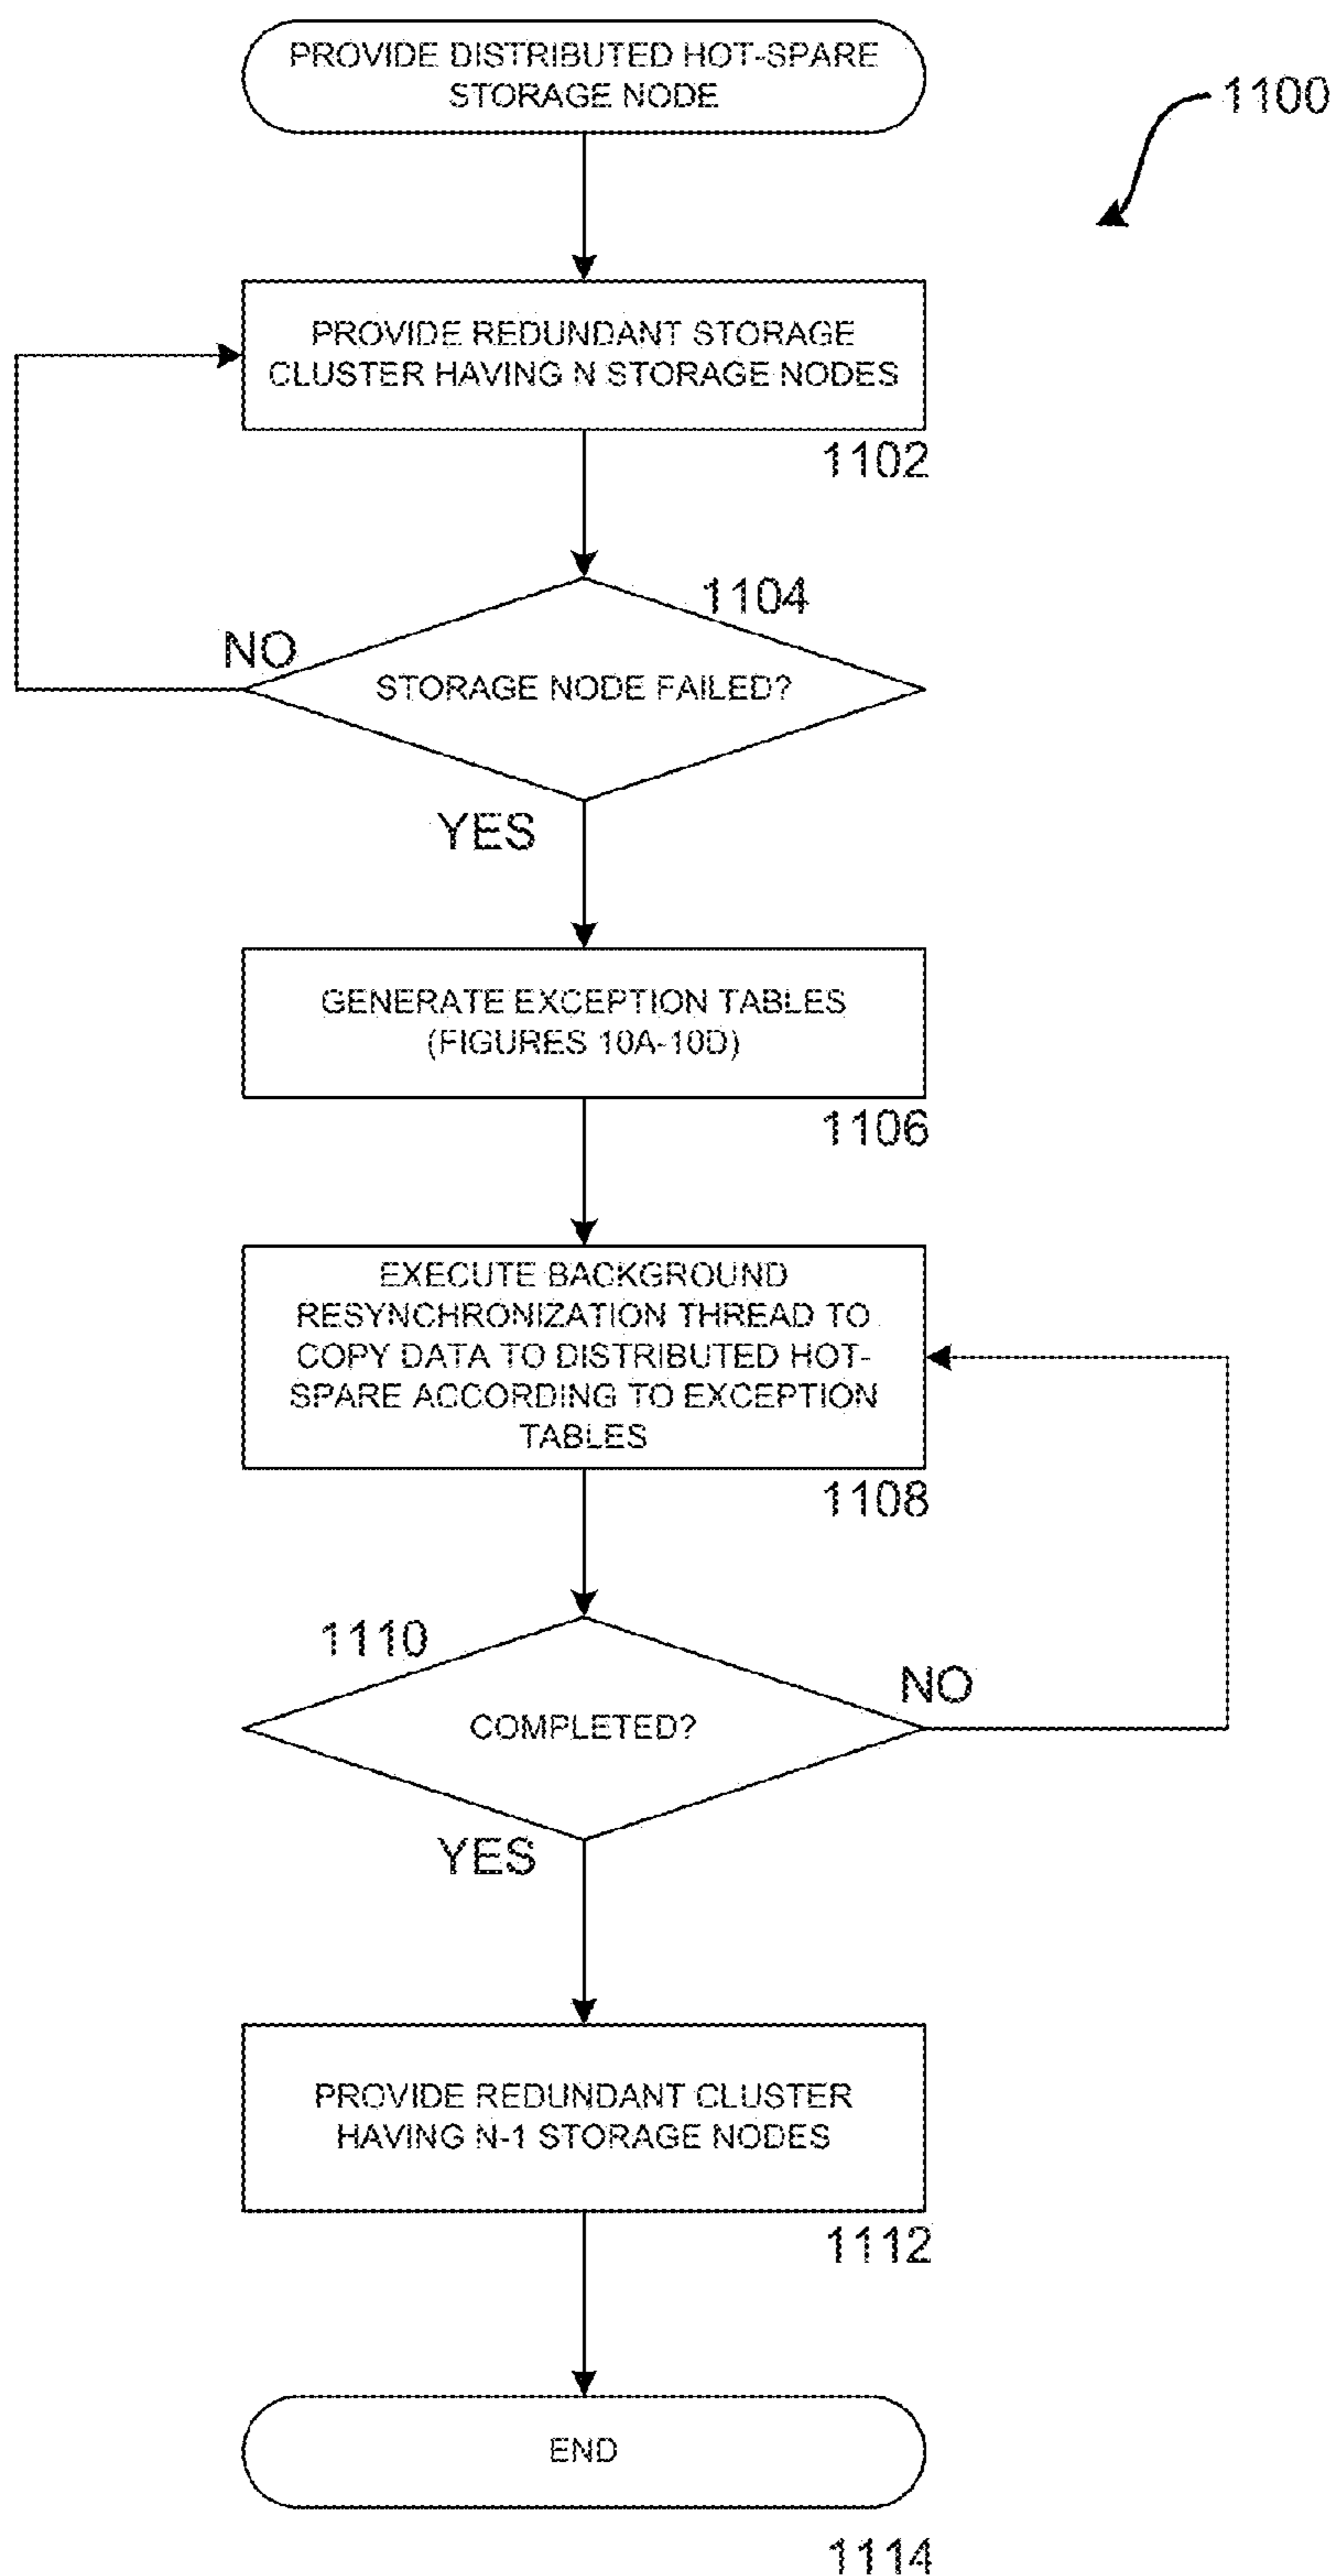 PROVIDE DISTRIBUTED HOT-SPARE
STORAGE NODE
1100
PROVIDE REDUNDANT STORAGE
CLUSTER HAVING N STORAGE NODES
1102
1104
NO
STORAGE NODE FAILED?
YES
GENERATE EXCEPTION TABLES
(FIGURES 10A-10D)
1106
EXECUTE BACKGROUND
RESYNCHRONIZATION THREAD TO
COPY DATA TO DISTRIBUTED HOT-
SPARE ACCORDING TO EXCEPTION
TABLES
1108
1110
NO
COMPLETED?
YES
PROVIDE REDUNDANT CLUSTER
HAVING N-1 STORAGE NODES
1112
END
1114